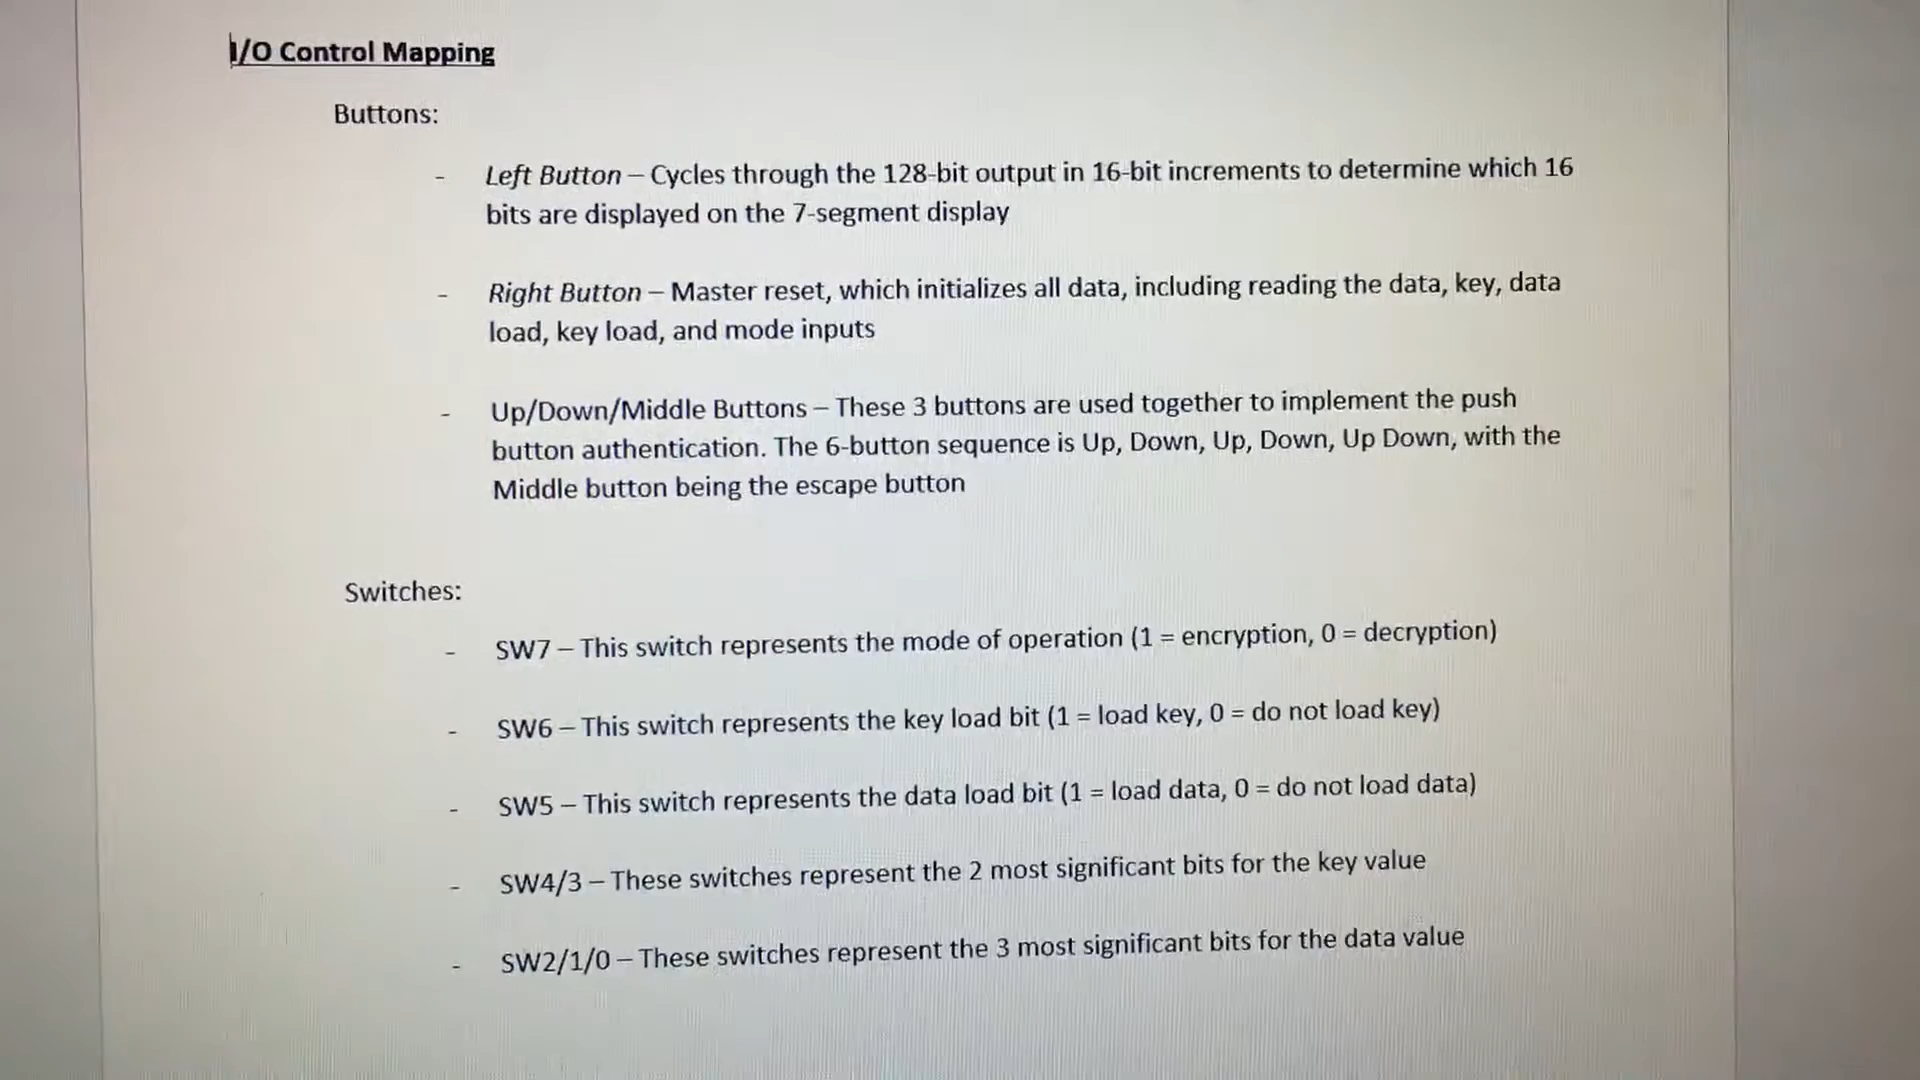 I/O Control Mapping
Buttons:
- Left Button – Cycles through the 128-bit output in 16-bit increments to determine which 16
bits are displayed on the 7-segment display
- Right Button – Master reset, which initializes all data, including reading the data, key, data
load, key load, and mode inputs
- Up/Down/Middle Buttons – These 3 buttons are used together to implement the push
button authentication. The 6-button sequence is Up, Down, Up, Down, Up Down, with the
Middle button being the escape button
Switches:
- SW7 – This switch represents the mode of operation (1 = encryption, 0 = decryption)
- SW6 – This switch represents the key load bit (1 = load key, 0 = do not load key)
- SW5 – This switch represents the data load bit (1 = load data, 0 = do not load data)
- SW4/3 – These switches represent the 2 most significant bits for the key value
- SW2/1/0 – These switches represent the 3 most significant bits for the data value